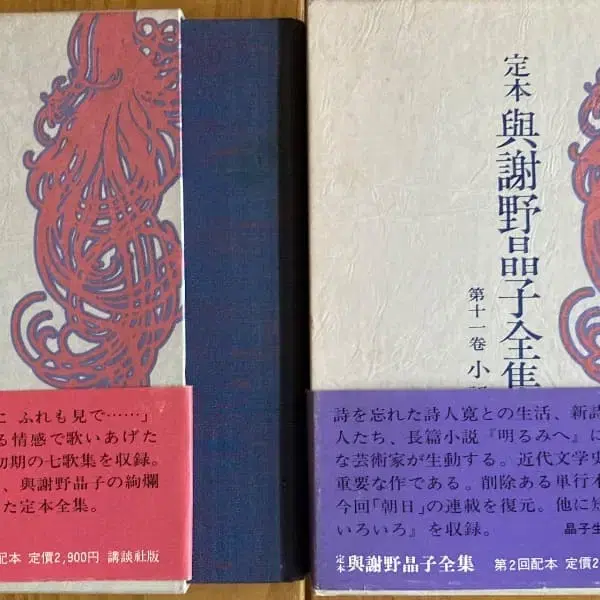 定本 與謝野晶子全集
第十一巻 小
に ふれも見で……」
る情感で歌いあげた
初期の七歌集を収録。
、與謝野晶子の絢爛
た定本全集。
配本 定価2,900円 講談社版
詩を忘れた詩人寛との生活、新詩
人たち、長篇小説『明るみへ』に
な芸術家が生動する。近代文学史
重要な作である。削除ある単行本
今回「朝日」の連載を復元。他に短
いろいろ』を収録。
晶子生
定本 與謝野晶子全集 第2回配本 定価2